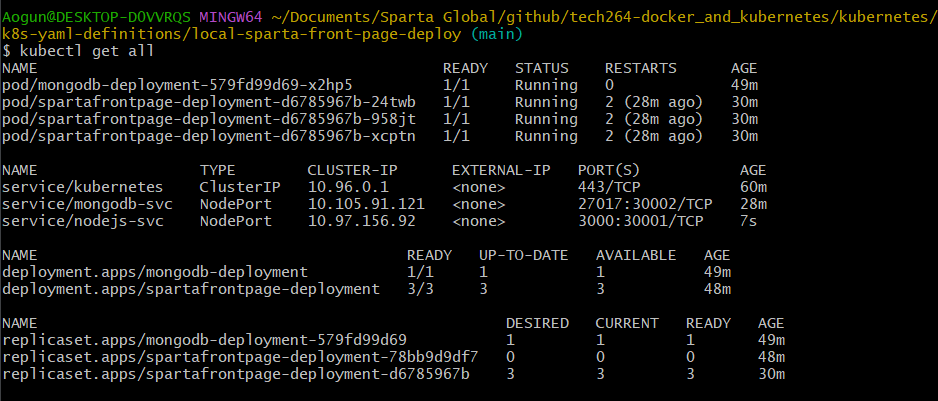 Aogun@DESKTOP-DOVVRQS MINGW64 ~/Documents/Sparta Global/github/tech264-docker_and_kubernetes/kubernetes/
k8s-yaml-definitions/local-sparta-front-page-deploy (main)
$ kubectl get all
NAME READY STATUS RESTARTS AGE
pod/mongodb-deployment-579fd99d69-x2hp5 1/1 Running 0 49m
pod/spartafrontpage-deployment-d6785967b-24twb 1/1 Running 2 (28m ago) 30m
pod/spartafrontpage-deployment-d6785967b-958jt 1/1 Running 2 (28m ago) 30m
pod/spartafrontpage-deployment-d6785967b-xcptn 1/1 Running 2 (28m ago) 30m
NAME TYPE CLUSTER-IP EXTERNAL-IP PORT(S) AGE
service/kubernetes ClusterIP 10.96.0.1 <none> 443/TCP 60m
service/mongodb-svc NodePort 10.105.91.121 <none> 27017:30002/TCP 28m
service/nodejs-svc NodePort 10.97.156.92 <none> 3000:30001/TCP 7s
NAME READY UP-TO-DATE AVAILABLE AGE
deployment.apps/mongodb-deployment 1/1 1 1 49m
deployment.apps/spartafrontpage-deployment 3/3 3 3 48m
NAME DESIRED CURRENT READY AGE
replicaset.apps/mongodb-deployment-579fd99d69 1 1 1 49m
replicaset.apps/spartafrontpage-deployment-78bb9d9df7 0 0 0 48m
replicaset.apps/spartafrontpage-deployment-d6785967b 3 3 3 30m